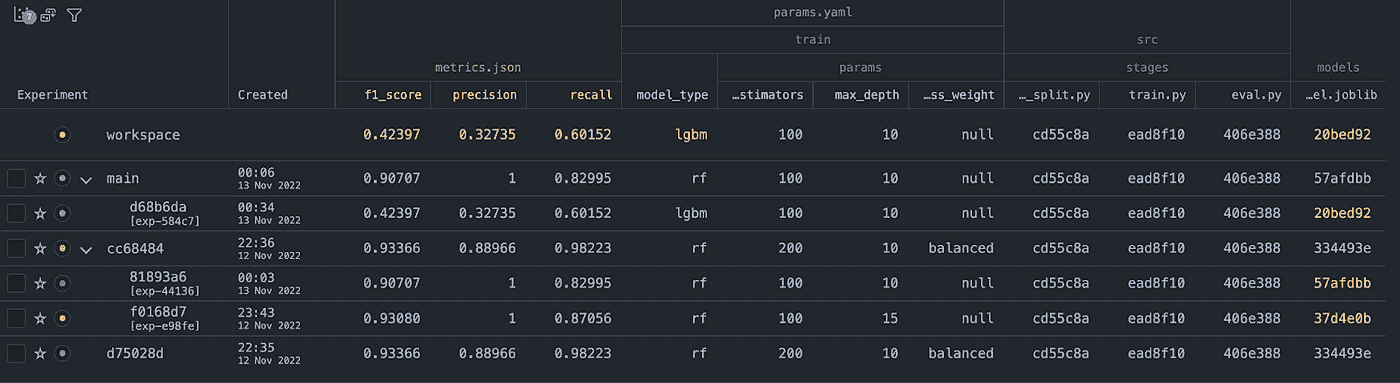 7
params.yaml
train src
metrics.json params stages models
Experiment Created f1_score precision recall model_type …stimators max_depth …ss_weight …_split.py train.py eval.py …el.joblib
workspace 0.42397 0.32735 0.60152 lgbm 100 10 null cd55c8a ead8f10 406e388 20bed92
main 00:06 13 Nov 2022 0.90707 1 0.82995 rf 100 10 null cd55c8a ead8f10 406e388 57afdbb
d68b6da [exp-584c7] 00:34 13 Nov 2022 0.42397 0.32735 0.60152 lgbm 100 10 null cd55c8a ead8f10 406e388 20bed92
cc68484 22:36 12 Nov 2022 0.93366 0.88966 0.98223 rf 200 10 balanced cd55c8a ead8f10 406e388 334493e
81893a6 [exp-44136] 00:03 13 Nov 2022 0.90707 1 0.82995 rf 100 10 null cd55c8a ead8f10 406e388 57afdbb
f0168d7 [exp-e98fe] 23:43 12 Nov 2022 0.93080 1 0.87056 rf 100 15 null cd55c8a ead8f10 406e388 37d4e0b
d75028d 22:35 12 Nov 2022 0.93366 0.88966 0.98223 rf 200 10 balanced cd55c8a ead8f10 406e388 334493e